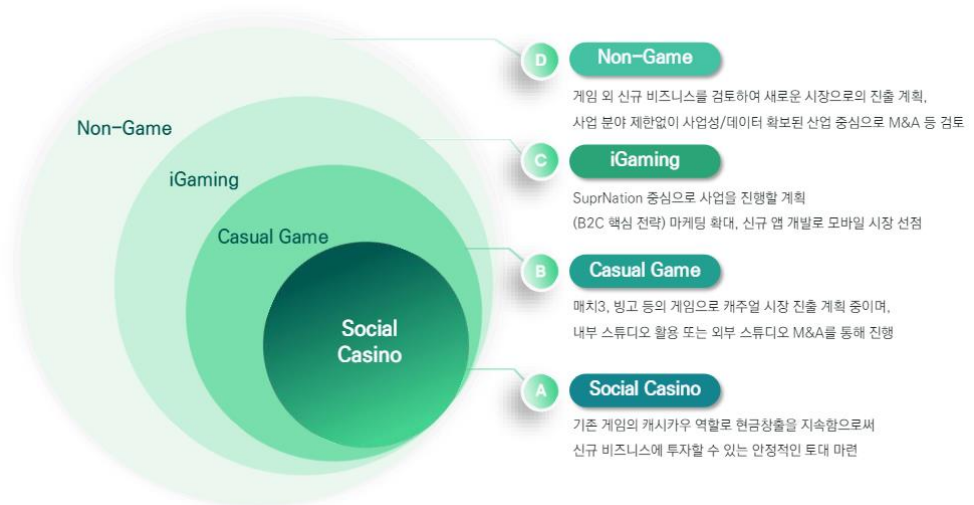 Non-Game
iGaming
Casual Game
Social
Casino
D
Non-Game
게임 외 신규 비즈니스를 검토하여 새로운 시장으로의 진출 계획,
사업 분야 제한없이 사업성/데이터 확보된 산업 중심으로 M&A 등 검토
C
iGaming
SuprNation 중심으로 사업을 진행할 계획
(B2C 핵심 전략) 마케팅 확대, 신규 앱 개발로 모바일 시장 선점
B
Casual Game
매치3, 빙고 등의 게임으로 캐주얼 시장 진출 계획 중이며,
내부 스튜디오 활용 또는 외부 스튜디오 M&A를 통해 진행
A
Social Casino
기존 게임의 캐시카우 역할로 현금창출을 지속함으로써
신규 비즈니스에 투자할 수 있는 안정적인 토대 마련